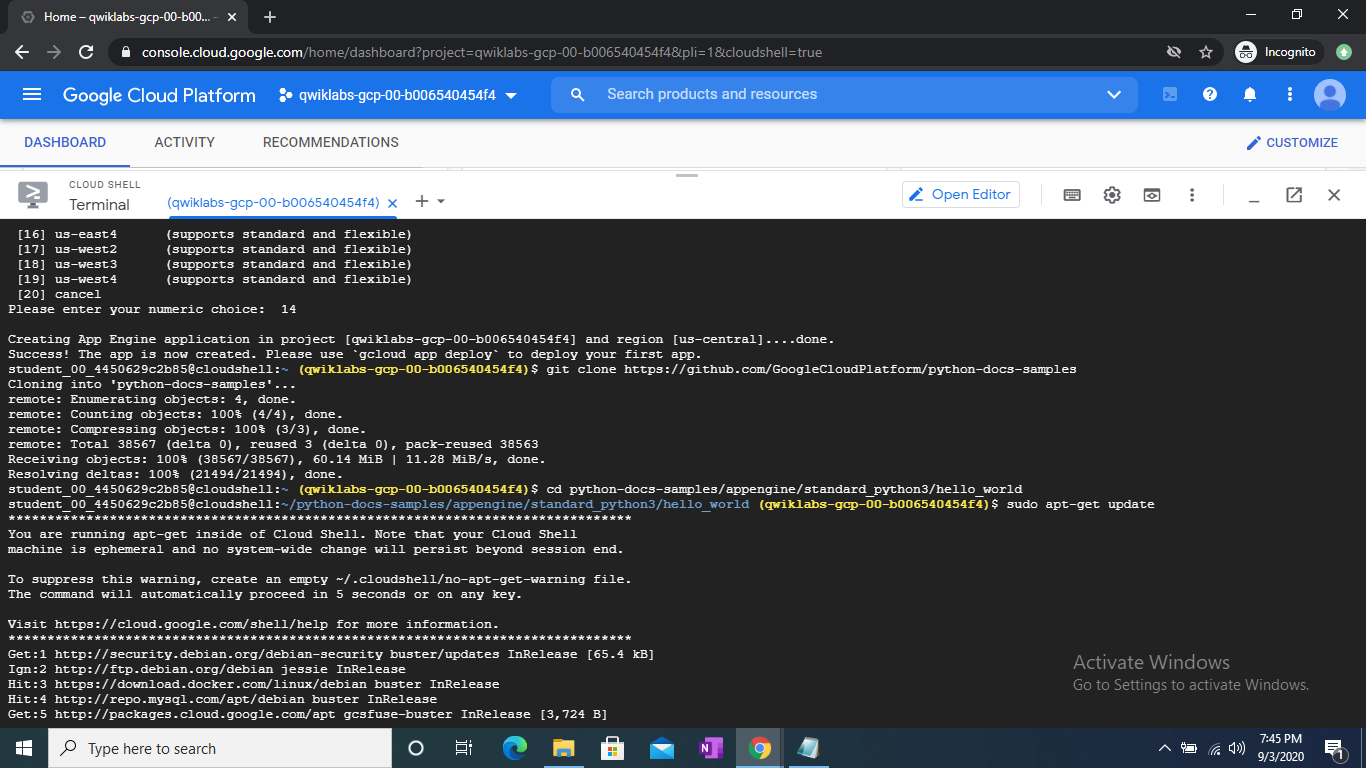 Home – qwiklabs-gcp-00-b00...
console.cloud.google.com/home/dashboard?project=qwiklabs-gcp-00-b006540454f4&pli=1&cloudshell=true
Incognito
Google Cloud Platform
qwiklabs-gcp-00-b006540454f4
Search products and resources
DASHBOARD
ACTIVITY
RECOMMENDATIONS
CUSTOMIZE
CLOUD SHELL
Terminal
(qwiklabs-gcp-00-b006540454f4)
Open Editor
[16] us-east4 (supports standard and flexible)
[17] us-west2 (supports standard and flexible)
[18] us-west3 (supports standard and flexible)
[19] us-west4 (supports standard and flexible)
[20] cancel
Please enter your numeric choice: 14
Creating App Engine application in project [qwiklabs-gcp-00-b006540454f4] and region [us-central]....done.
Success! The app is now created. Please use `gcloud app deploy` to deploy your first app.
student_00_4450629c2b85@cloudshell:~ (qwiklabs-gcp-00-b006540454f4)$ git clone https://github.com/GoogleCloudPlatform/python-docs-samples
Cloning into 'python-docs-samples'...
remote: Enumerating objects: 4, done.
remote: Counting objects: 100% (4/4), done.
remote: Compressing objects: 100% (3/3), done.
remote: Total 38567 (delta 0), reused 3 (delta 0), pack-reused 38563
Receiving objects: 100% (38567/38567), 60.14 MiB | 11.28 MiB/s, done.
Resolving deltas: 100% (21494/21494), done.
student_00_4450629c2b85@cloudshell:~ (qwiklabs-gcp-00-b006540454f4)$ cd python-docs-samples/appengine/standard_python3/hello_world
student_00_4450629c2b85@cloudshell:~/python-docs-samples/appengine/standard_python3/hello_world (qwiklabs-gcp-00-b006540454f4)$ sudo apt-get update
********************************************************************************
You are running apt-get inside of Cloud Shell. Note that your Cloud Shell
machine is ephemeral and no system-wide change will persist beyond session end.
To suppress this warning, create an empty ~/.cloudshell/no-apt-get-warning file.
The command will automatically proceed in 5 seconds or on any key.
Visit https://cloud.google.com/shell/help for more information.
********************************************************************************
Get:1 http://security.debian.org/debian-security buster/updates InRelease [65.4 kB]
Ign:2 http://ftp.debian.org/debian jessie InRelease
Hit:3 https://download.docker.com/linux/debian buster InRelease
Hit:4 http://repo.mysql.com/apt/debian buster InRelease
Get:5 http://packages.cloud.google.com/apt gcsfuse-buster InRelease [3,724 B]
Activate Windows
Go to Settings to activate Windows.
Type here to search
7:45 PM
9/3/2020
1